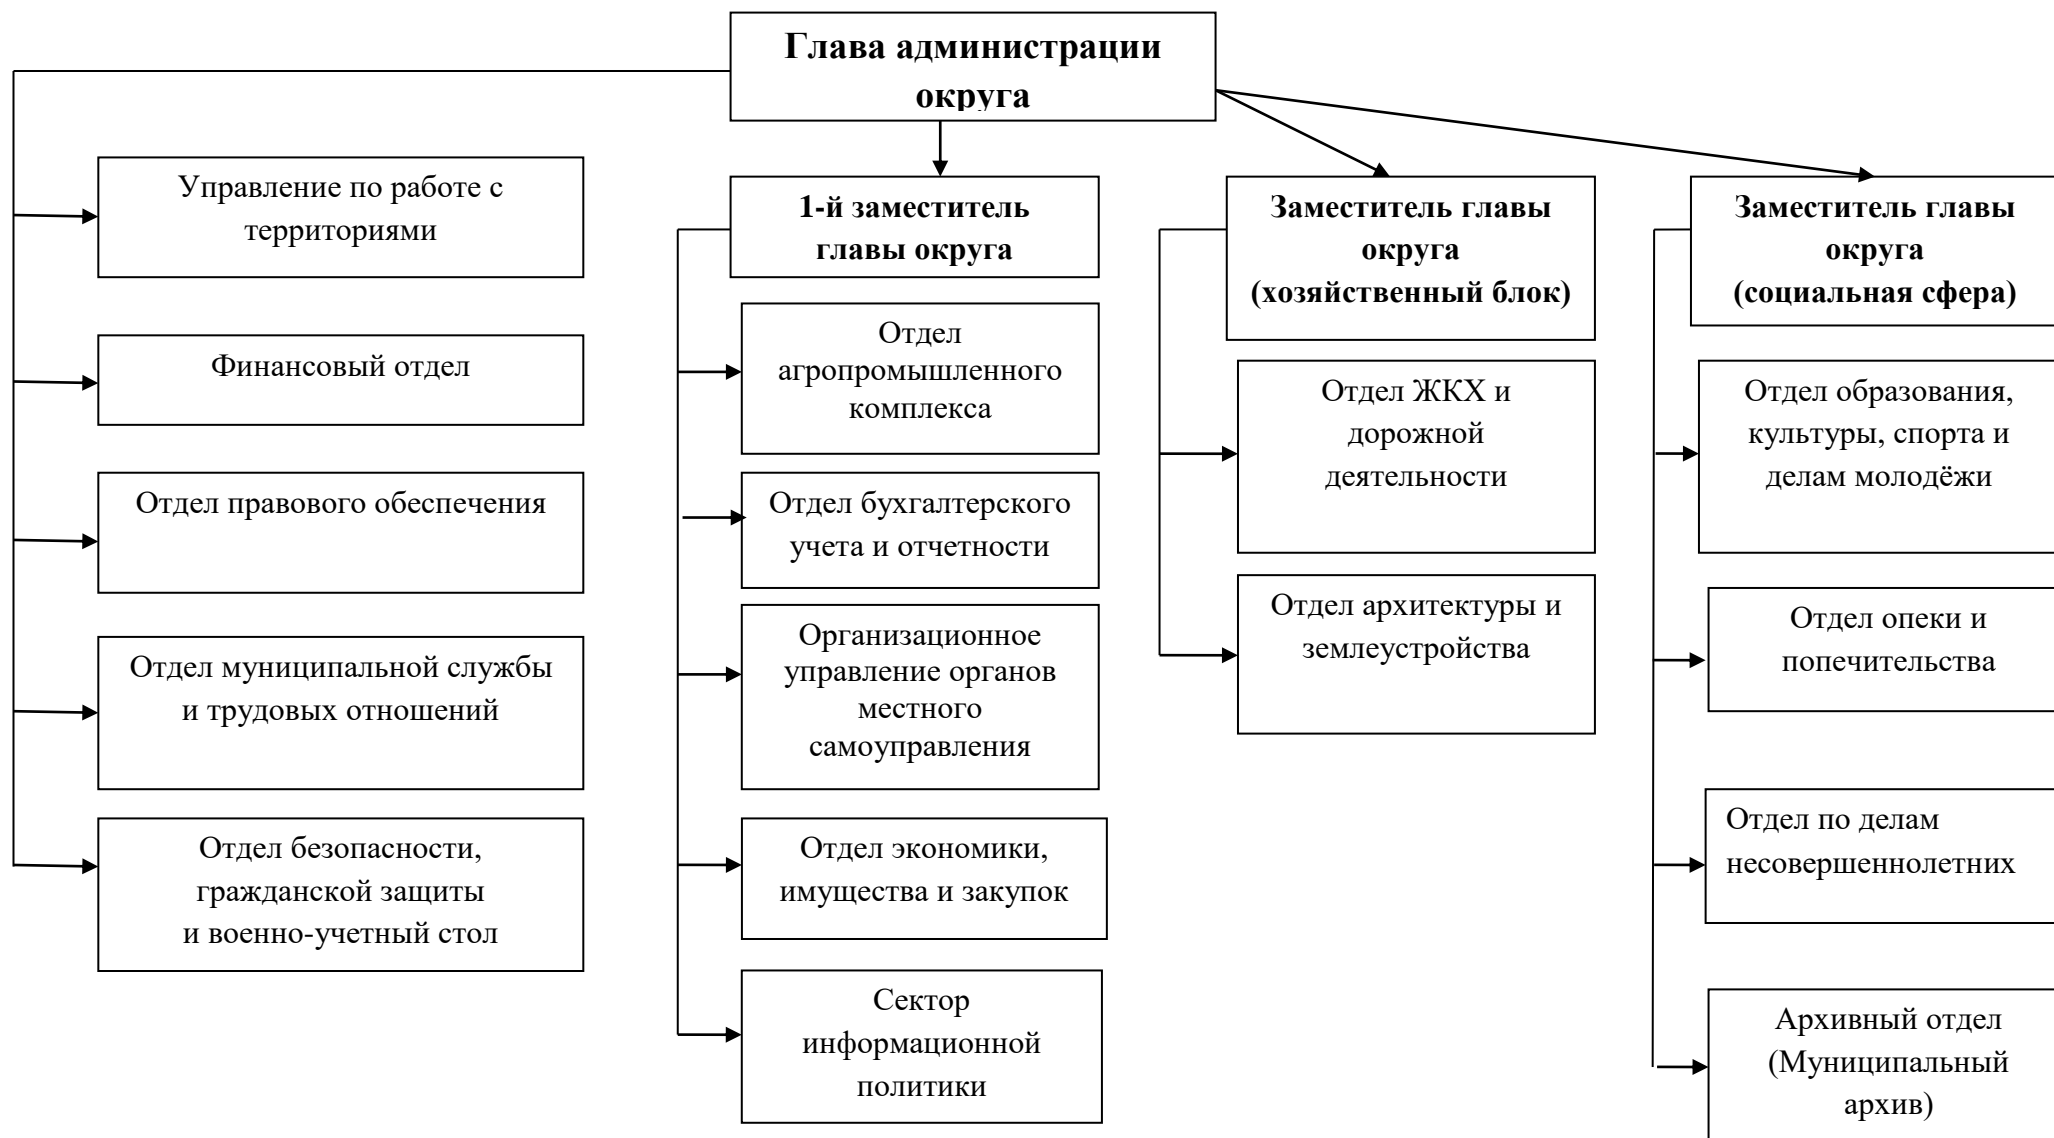 Глава администрации
округа
Управление по работе с
территориями
Финансовый отдел
Отдел правового обеспечения
Отдел муниципальной службы
и трудовых отношений
Отдел безопасности,
гражданской защиты
и военно-учетный стол
1-й заместитель
главы округа
Отдел
агропромышленного
комплекса
Отдел бухгалтерского
учета и отчетности
Организационное
управление органов
местного
самоуправления
Отдел экономики,
имущества и закупок
Сектор
информационной
политики
Заместитель главы
округа
(хозяйственный блок)
Отдел ЖКХ и
дорожной
деятельности
Отдел архитектуры и
землеустройства
Заместитель главы
округа
(социальная сфера)
Отдел образования,
культуры, спорта и
делам молодёжи
Отдел опеки и
попечительства
Отдел по делам
несовершеннолетних
Архивный отдел
(Муниципальный
архив)